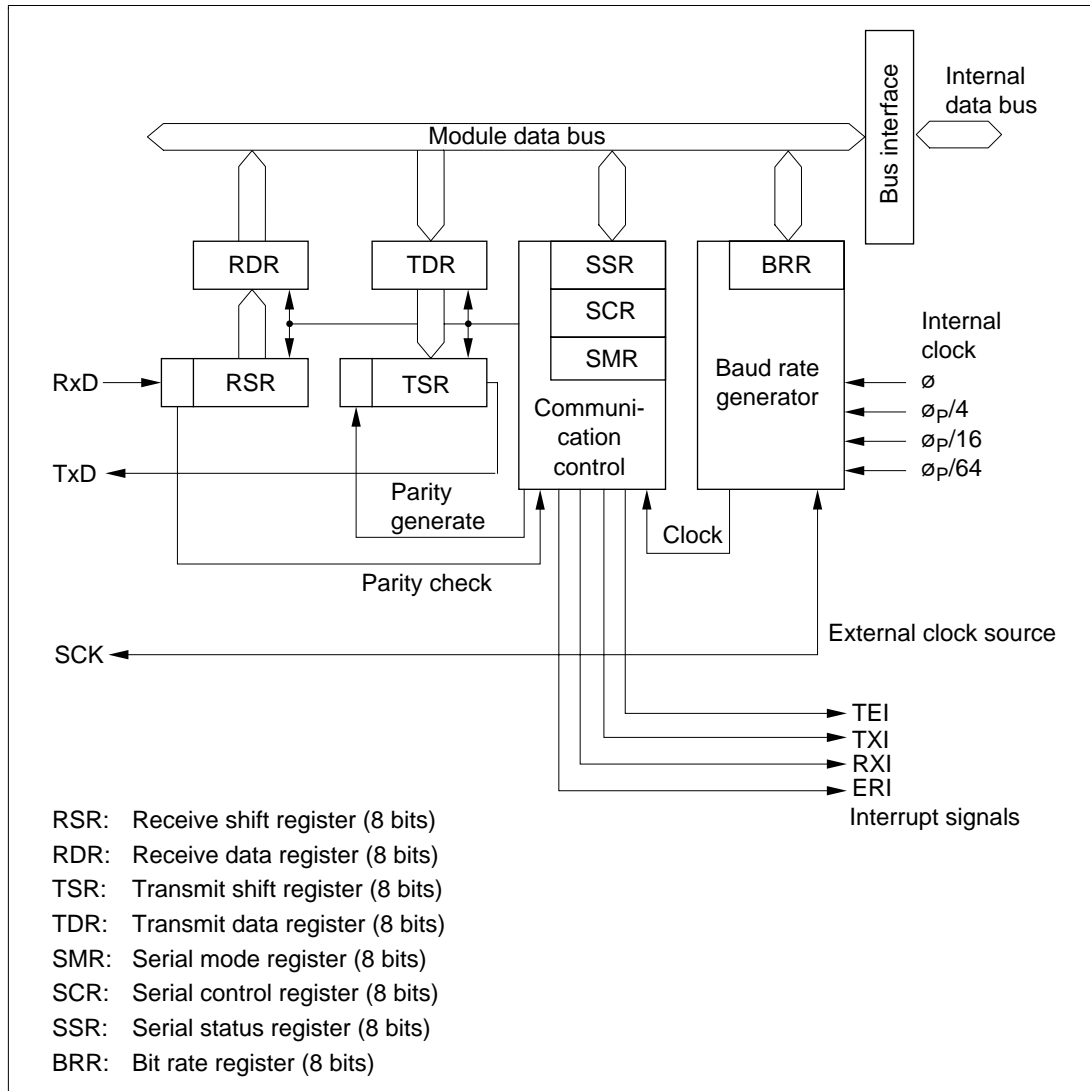 Bus interface
Internal
data bus
Module data bus
RDR
TDR
SSR
BRR
SCR
SMR
RxD
RSR
TSR
Baud rate
generator
Internal
clock
ø
øP/4
øP/16
øP/64
Communi-
cation
control
TxD
Parity
generate
Clock
Parity check
External clock source
SCK
TEI
TXI
RXI
ERI
Interrupt signals
RSR: Receive shift register (8 bits)
RDR: Receive data register (8 bits)
TSR: Transmit shift register (8 bits)
TDR: Transmit data register (8 bits)
SMR: Serial mode register (8 bits)
SCR: Serial control register (8 bits)
SSR: Serial status register (8 bits)
BRR: Bit rate register (8 bits)